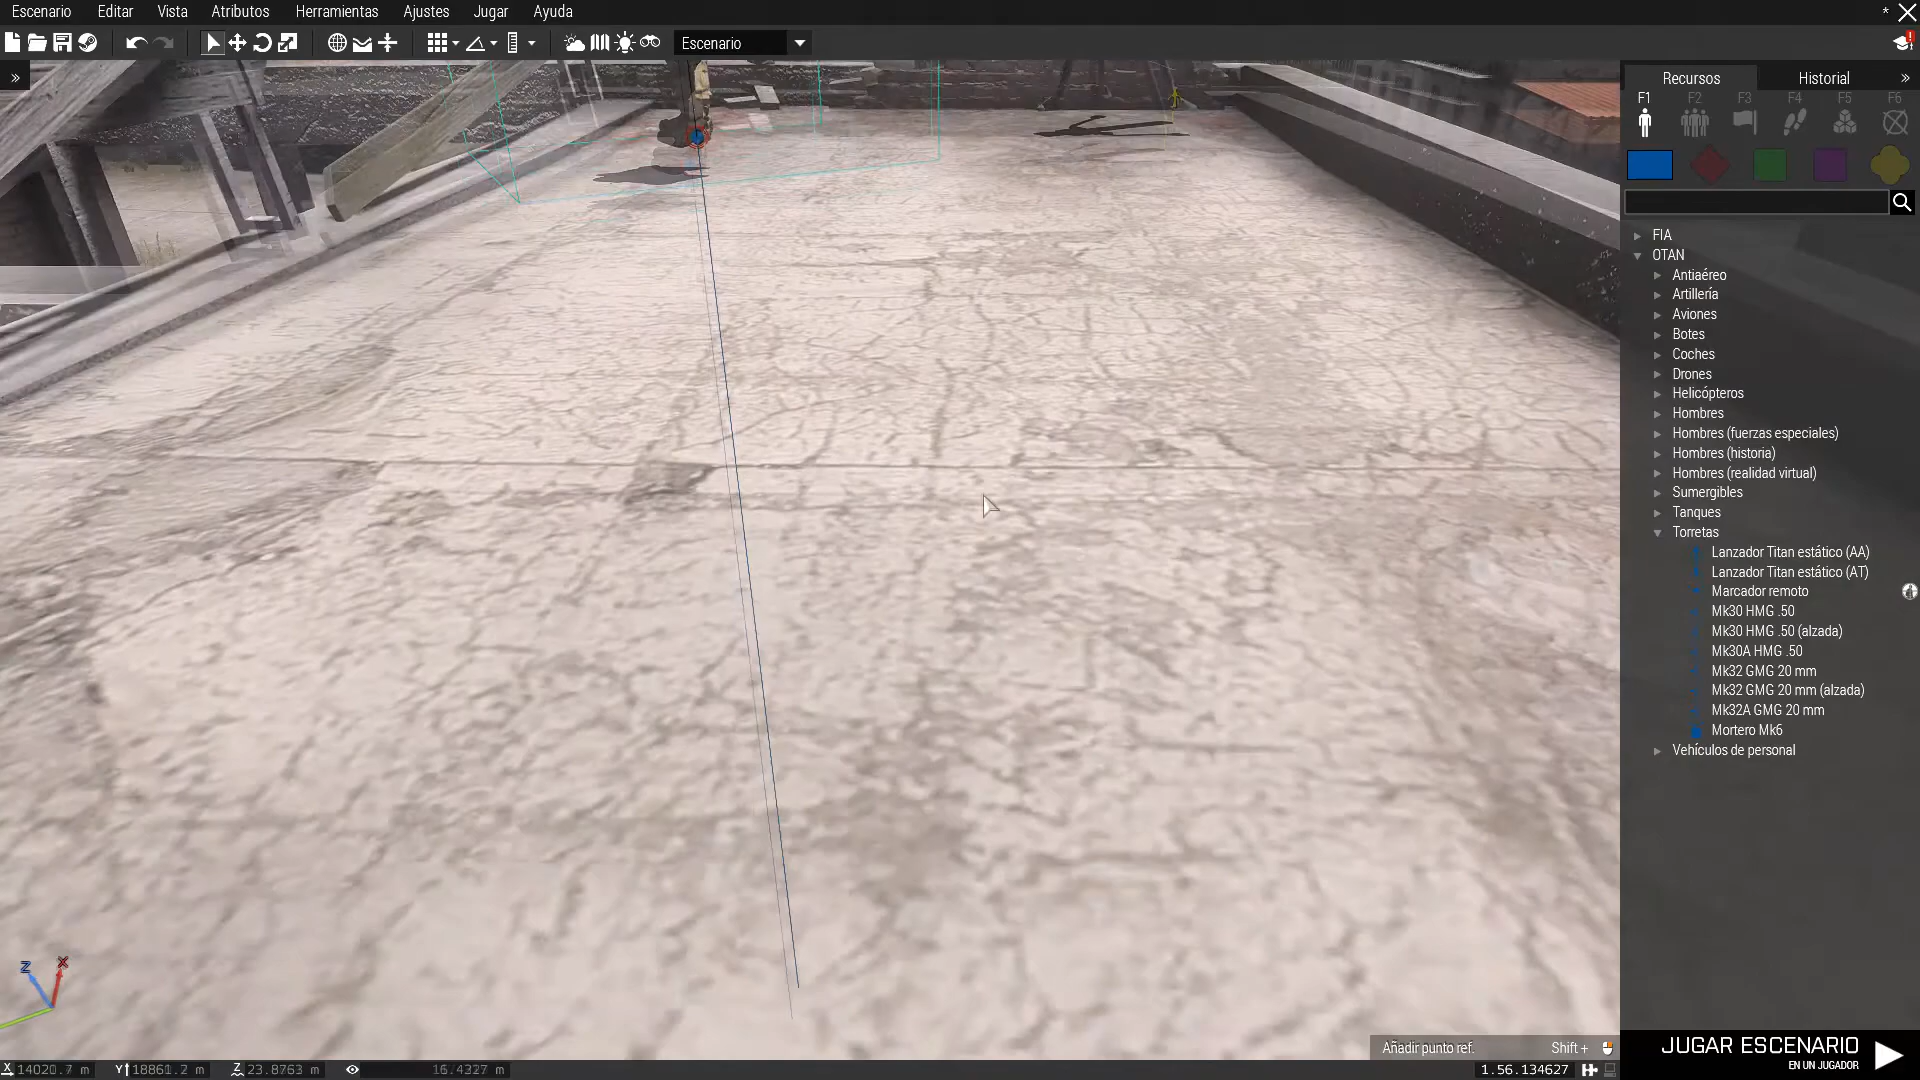 Escenario Editar Vista Atributos Herramientas Ajustes Jugar Ayuda
*
Escenario
Recursos Historial
F1 F2 F3 F4 F5 F6
FIA
OTAN
Antiaéreo
Artillería
Aviones
Botes
Coches
Drones
Helicópteros
Hombres
Hombres (fuerzas especiales)
Hombres (historia)
Hombres (realidad virtual)
Sumergibles
Tanques
Torretas
Lanzador Titan estático (AA)
Lanzador Titan estático (AT)
Marcador remoto
Mk30 HMG .50
Mk30 HMG .50 (alzada)
Mk30A HMG .50
Mk32 GMG 20 mm
Mk32 GMG 20 mm (alzada)
Mk32A GMG 20 mm
Mortero Mk6
Vehículos de personal
Z X
Añadir punto ref. Shift +
JUGAR ESCENARIO
EN UN JUGADOR
X 14020.7 m Y 18861.2 m Z 23.8763 m 16.4327 m 1.56.134627